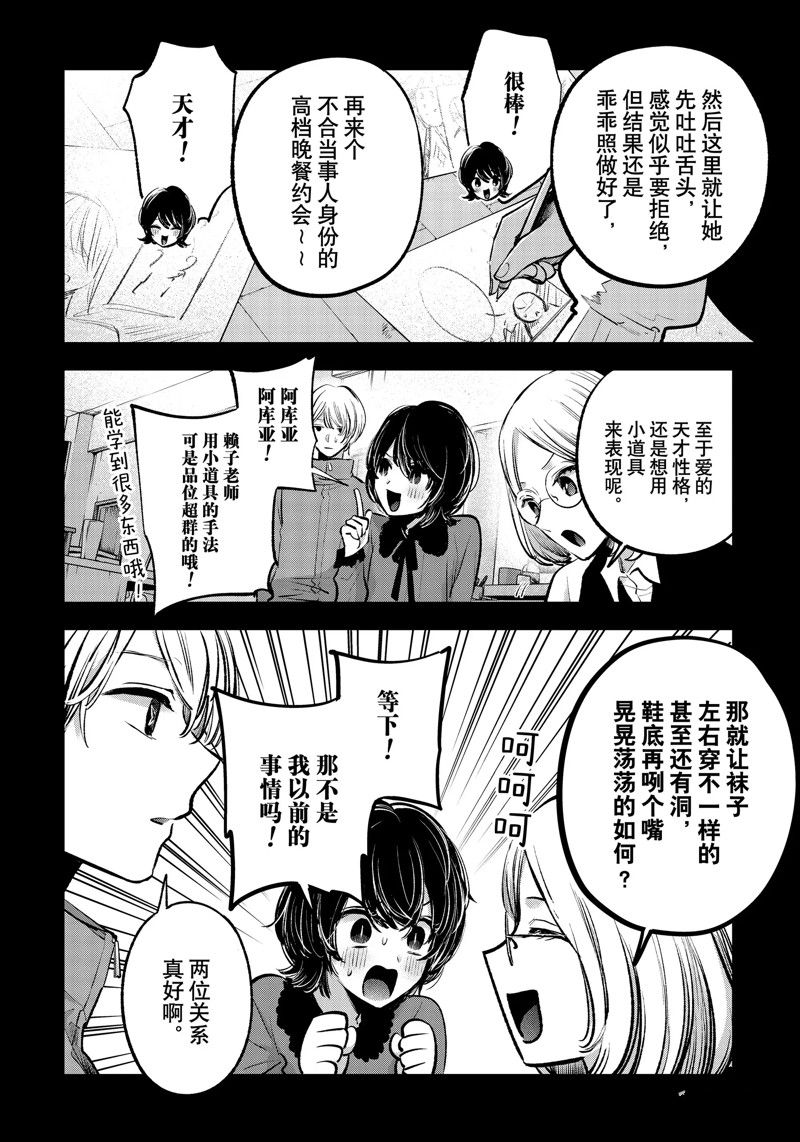 然后这里就让她
先吐吐舌头，
感觉似乎要拒绝，
但结果还是
乖乖照做好了，
很棒！
再来个
不合当事人身份的
高档晚餐约会～～
天才！
至于爱的
天才性格，
还是想用
小道具
来表现呢。
阿库亚
阿库亚！
赖子老师
用小道具的手法
可是品位超群的哦！
能学到很多东西哦！
那就让袜子
左右穿不一样的
甚至还有洞，
鞋底再咧个嘴
晃晃荡荡的如何？
呵呵呵
等下！
那不是
我以前的
事情吗！
两位关系
真好啊。